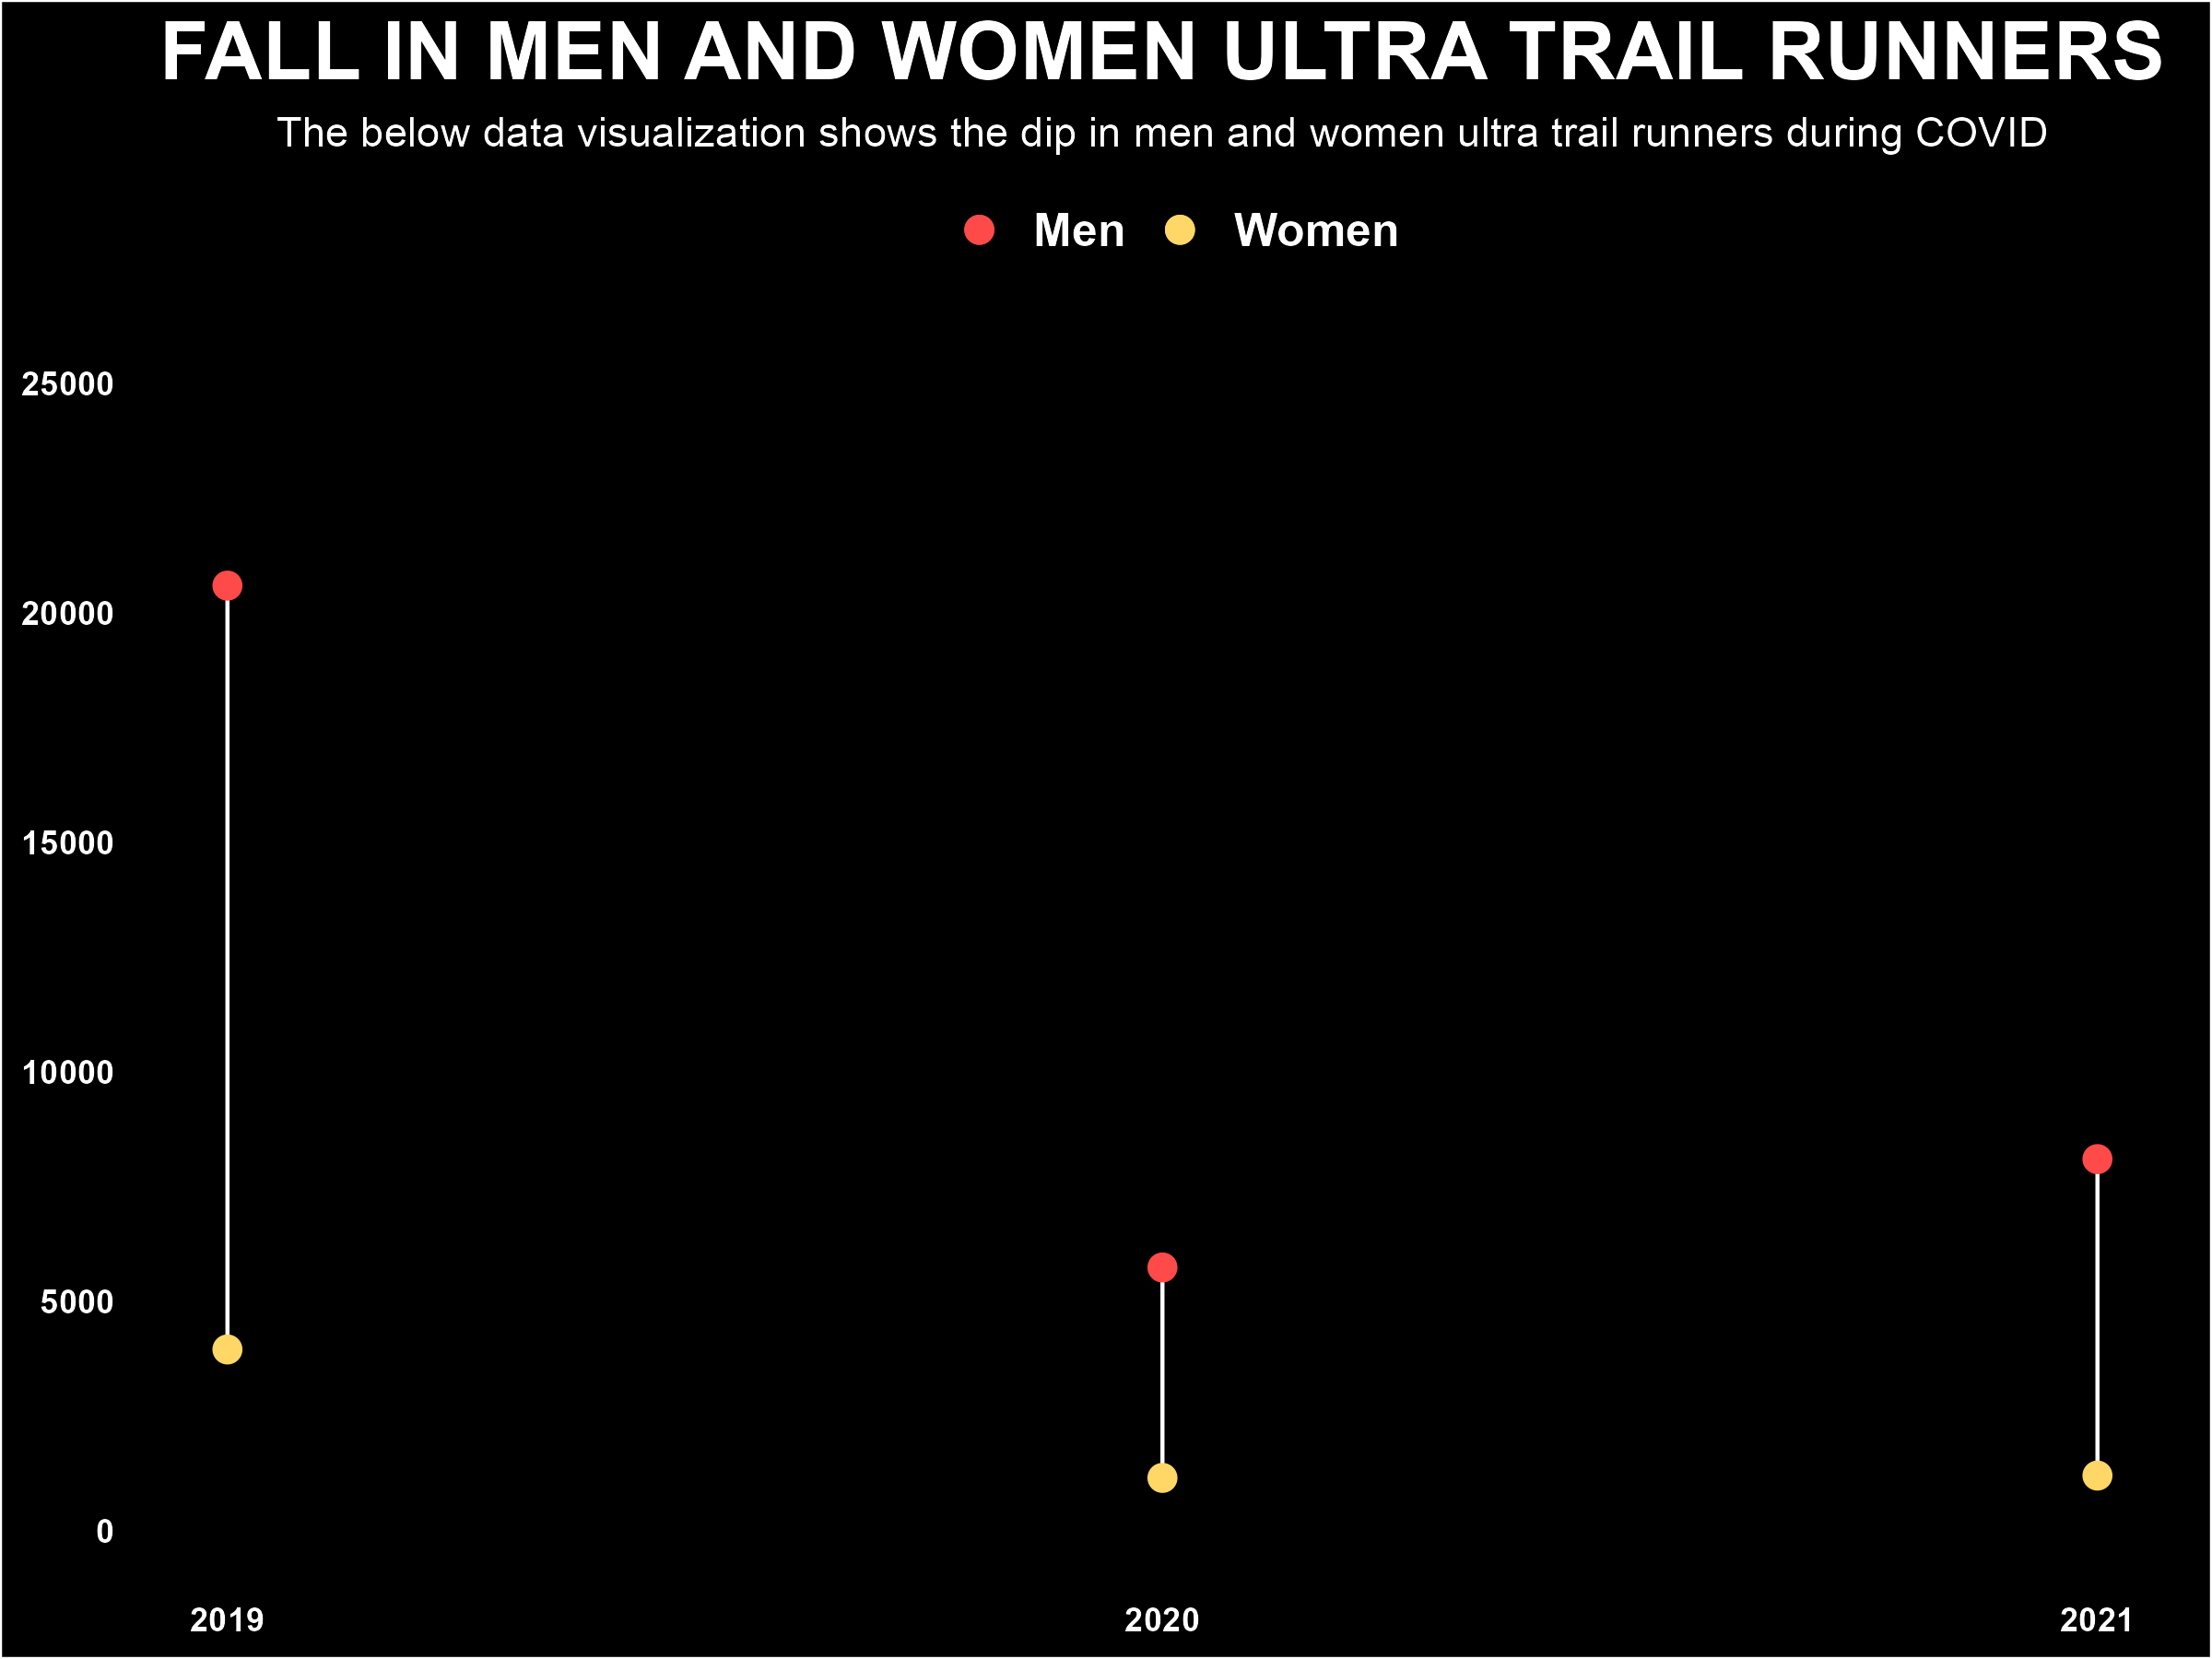 FALL IN MEN AND WOMEN ULTRA TRAIL RUNNERS
The below data visualization shows the dip in men and women ultra trail runners during COVID
Men Women
25000
20000
15000
10000
5000
0
2019 2020 2021